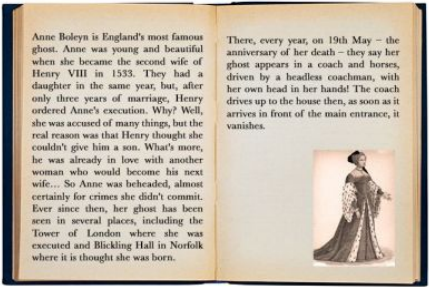 Anne Boleyn is England's most famous
ghost. Anne was young and beautiful
when she became the second wife of
Henry VIII in 1533. They had a
daughter in the same year, but, after
only three years of marriage, Henry
ordered Anne's execution. Why? Well,
she was accused of many things, but the
real reason was that Henry thought she
couldn't give him a son. What's more,
he was already in love with another
woman who would become his next
wife... So Anne was beheaded, almost
certainly for crimes she didn't commit.
Ever since then, her ghost has been
seen in several places, including the
Tower of London where she was
executed and Blickling Hall in Norfolk
where it is thought she was born.
There, every year, on 19th May – the
anniversary of her death – they say her
ghost appears in a coach and horses,
driven by a headless coachman, with
her own head in her hands! The coach
drives up to the house then, as soon as it
arrives in front of the main entrance, it
vanishes.